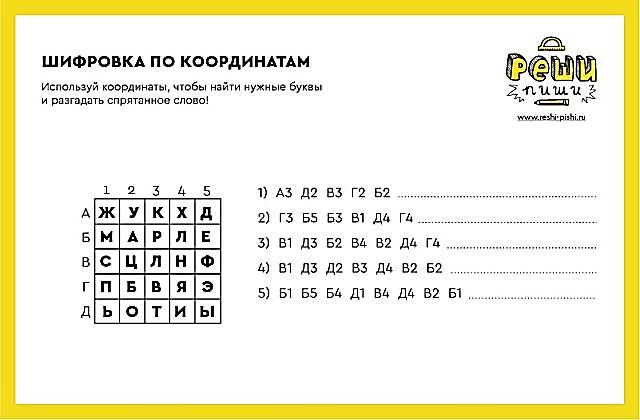 ШИФРОВКА ПО КООРДИНАТАМ
Используй координаты, чтобы найти нужные буквы
и разгадать спрятанное слово!
Реши
пиши
www.reshi-pishi.ru
1 2 3 4 5
А Ж У К Х Д
Б М А Р Л Е
В С Ц Л Н Ф
Г П Б В Я Э
Д Ь О Т И Ы
1) А3 Д2 В3 Г2 Б2
2) Г3 Б5 Б3 В1 Д4 Г4
3) В1 Д3 Б2 В4 В2 Д4 Г4
4) В1 Д3 Д2 В3 Д4 В2 Б2
5) Б1 Б5 Б4 Д1 В4 Д4 В2 Б1